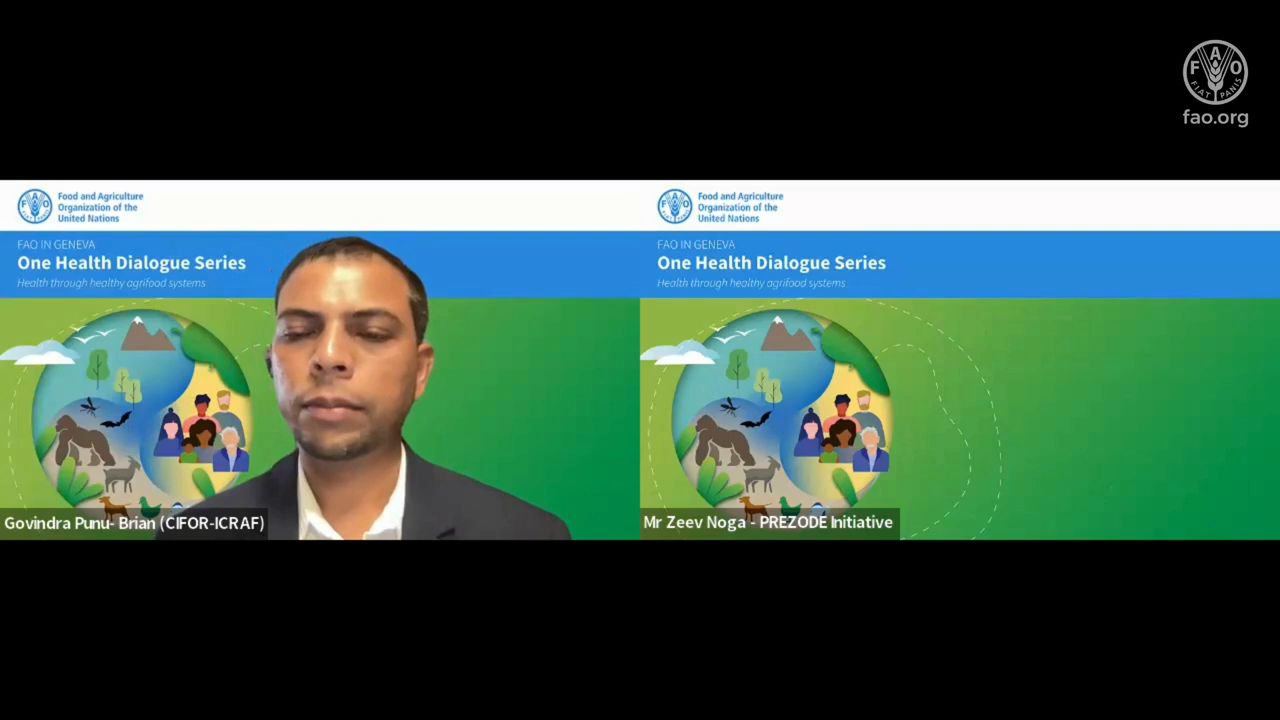 FAO
FIAT PANIS
fao.org
FAO
Food and Agriculture
Organization of the
United Nations
FAO IN GENEVA
One Health Dialogue Series
Health through healthy agrifood systems
Govindra Punu- Brian (CIFOR-ICRAF)
FAO
Food and Agriculture
Organization of the
United Nations
FAO IN GENEVA
One Health Dialogue Series
Health through healthy agrifood systems
Mr Zeev Noga - PREZODE Initiative